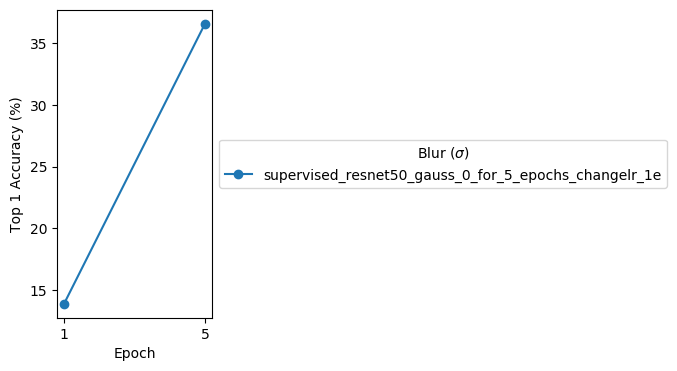 35
30
25
20
15
Top 1 Accuracy (%)
1
5
Epoch
Blur (σ)
supervised_resnet50_gauss_0_for_5_epochs_changelr_1e